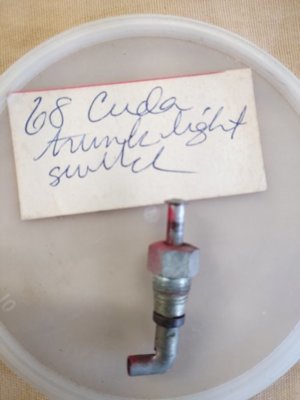 68 Cuda
trunk light
switch